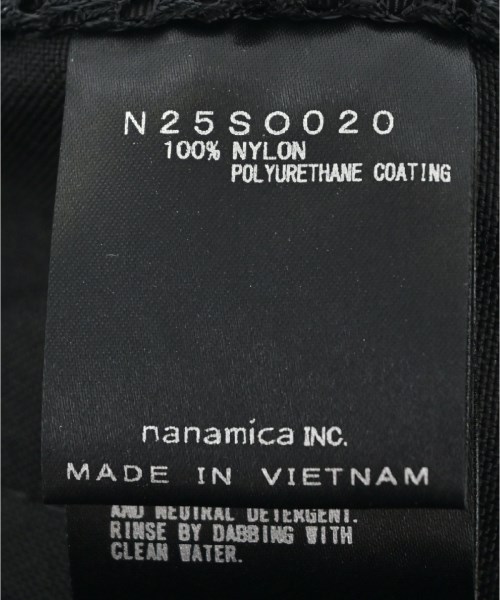 N25SO020
100% NYLON
POLYURETHANE COATING
nanamica INC.
MADE IN VIETNAM
AND NEUTRAL DETERGENT.
RINSE BY DABBING WITH
CLEAN WATER.